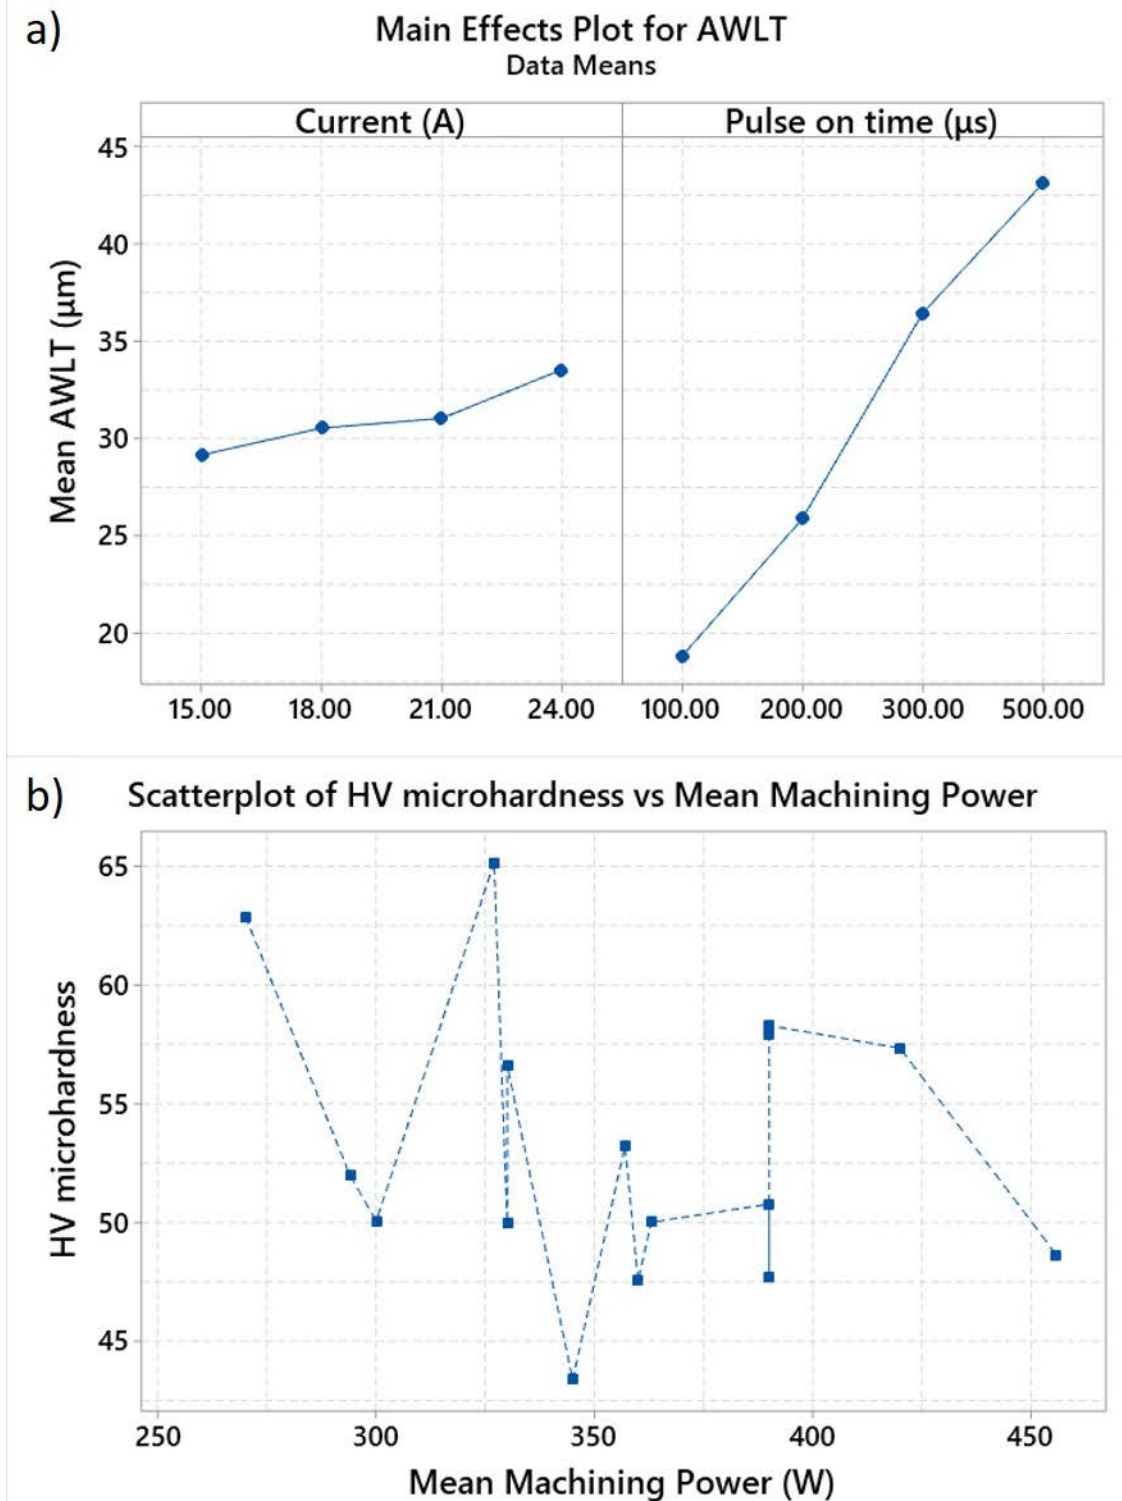 a)
Main Effects Plot for AWLT
Data Means
Current (A)
Pulse on time (µs)
Mean AWLT (µm)
45
40
35
30
25
20
15.00 18.00 21.00 24.00 100.00 200.00 300.00 500.00
b)
Scatterplot of HV microhardness vs Mean Machining Power
HV microhardness
65
60
55
50
45
250 300 350 400 450
Mean Machining Power (W)